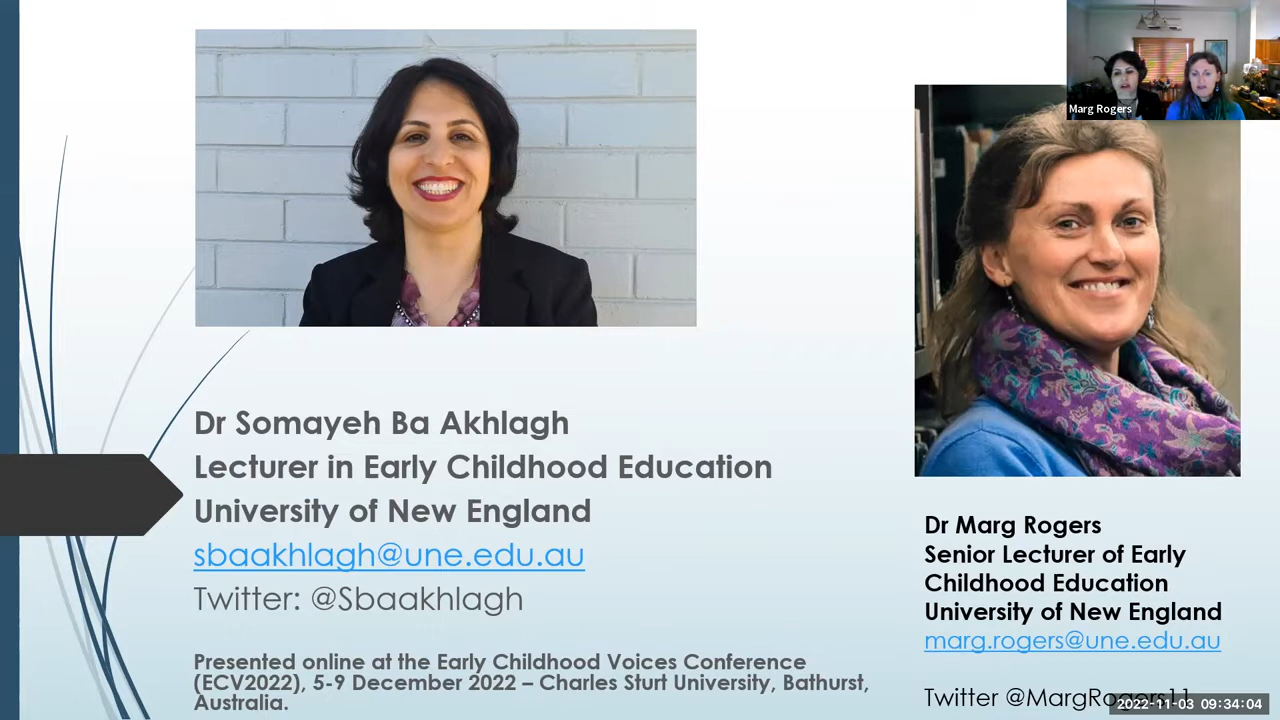 Marg Rogers
Dr Somayeh Ba Akhlagh
Lecturer in Early Childhood Education
University of New England
sbaakhlagh@une.edu.au
Twitter: @Sbaakhlagh
Presented online at the Early Childhood Voices Conference
(ECV2022), 5-9 December 2022 – Charles Sturt University, Bathurst,
Australia.
Dr Marg Rogers
Senior Lecturer of Early
Childhood Education
University of New England
marg.rogers@une.edu.au
Twitter @MargRogers11
2022-11-03 09:34:04